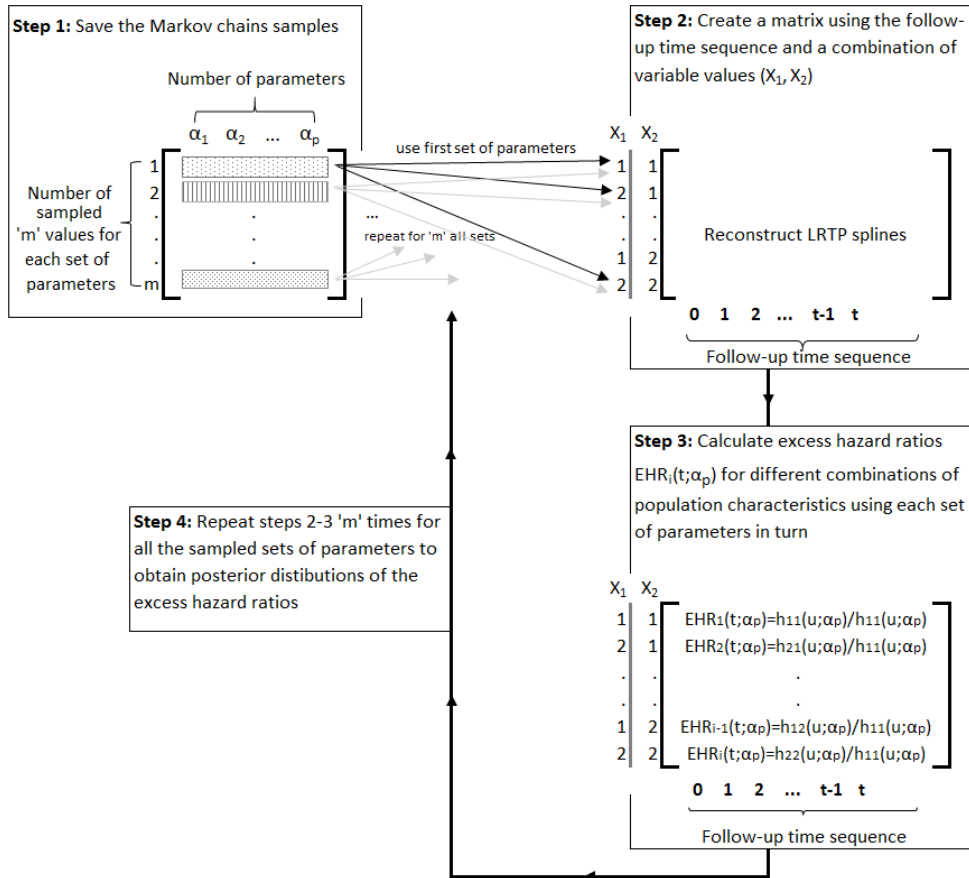 Step 1: Save the Markov chains samples
Number of parameters
α1 α2 ... αp
1
2
.
.
.
m
Number of
sampled
'm' values for
each set of
parameters
. .
. .
use first set of parameters
...
repeat for 'm' all sets
Step 2: Create a matrix using the follow-
up time sequence and a combination of
variable values (X1, X2)
X1 X2
1 1
2 1
. .
. .
1 2
2 2
Reconstruct LRTP splines
0 1 2 ... t-1 t
Follow-up time sequence
Step 3: Calculate excess hazard ratios
EHRi(t;αp) for different combinations of
population characteristics using each set
of parameters in turn
X1 X2
1 1 EHR1(t;αp)=h11(u;αp)/h11(u;αp)
2 1 EHR2(t;αp)=h21(u;αp)/h11(u;αp)
. . .
. . .
1 2 EHRi-1(t;αp)=h12(u;αp)/h11(u;αp)
2 2 EHRi(t;αp)=h22(u;αp)/h11(u;αp)
0 1 2 ... t-1 t
Follow-up time sequence
Step 4: Repeat steps 2-3 'm' times for
all the sampled sets of parameters to
obtain posterior distibutions of the
excess hazard ratios